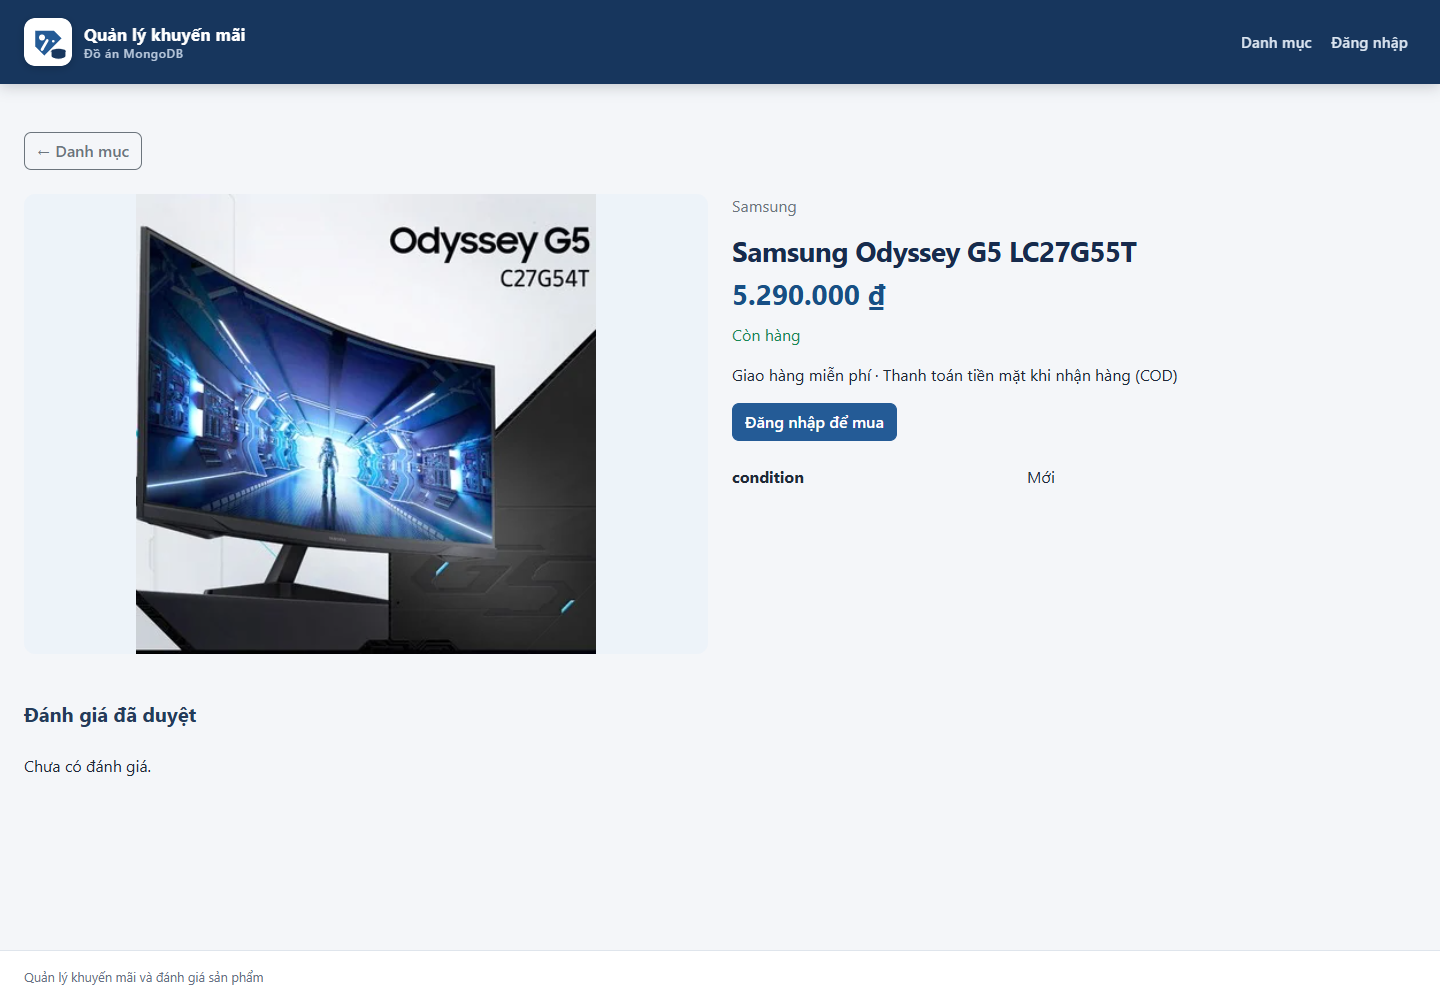 Quản lý khuyến mãi
Đồ án MongoDB
Danh mục
Đăng nhập
← Danh mục
Odyssey G5
C27G54T
Samsung
Samsung Odyssey G5 LC27G55T
5.290.000 ₫
Còn hàng
Giao hàng miễn phí · Thanh toán tiền mặt khi nhận hàng (COD)
Đăng nhập để mua
condition Mới
Đánh giá đã duyệt
Chưa có đánh giá.
Quản lý khuyến mãi và đánh giá sản phẩm